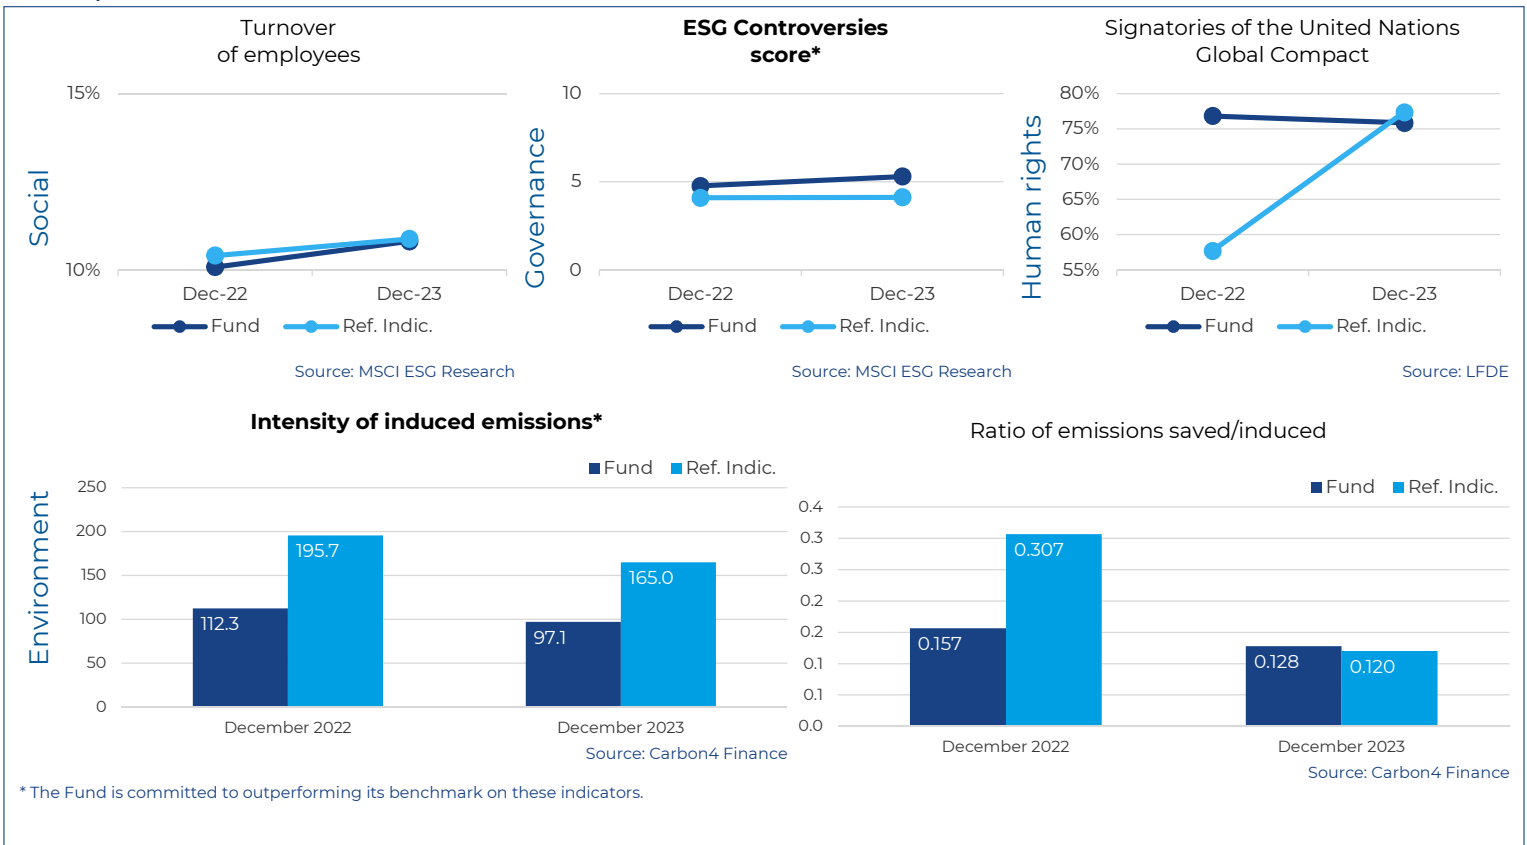 Turnover
of employees
15%
10%
Social
Dec-22
Dec-23
Fund
Ref. Indic.
Source: MSCI ESG Research
ESG Controversies
score*
10
5
0
Governance
Dec-22
Dec-23
Fund
Ref. Indic.
Source: MSCI ESG Research
Signatories of the United Nations
Global Compact
80%
75%
70%
65%
60%
55%
Human rights
Dec-22
Dec-23
Fund
Ref. Indic.
Source: LFDE
Intensity of induced emissions*
Fund
Ref. Indic.
250
200
150
100
50
0
Environment
112.3
195.7
97.1
165.0
December 2022
December 2023
Source: Carbon4 Finance
Ratio of emissions saved/induced
Fund
Ref. Indic.
0.4
0.3
0.3
0.2
0.2
0.1
0.1
0.0
0.157
0.307
0.128
0.120
December 2022
December 2023
Source: Carbon4 Finance
* The Fund is committed to outperforming its benchmark on these indicators.